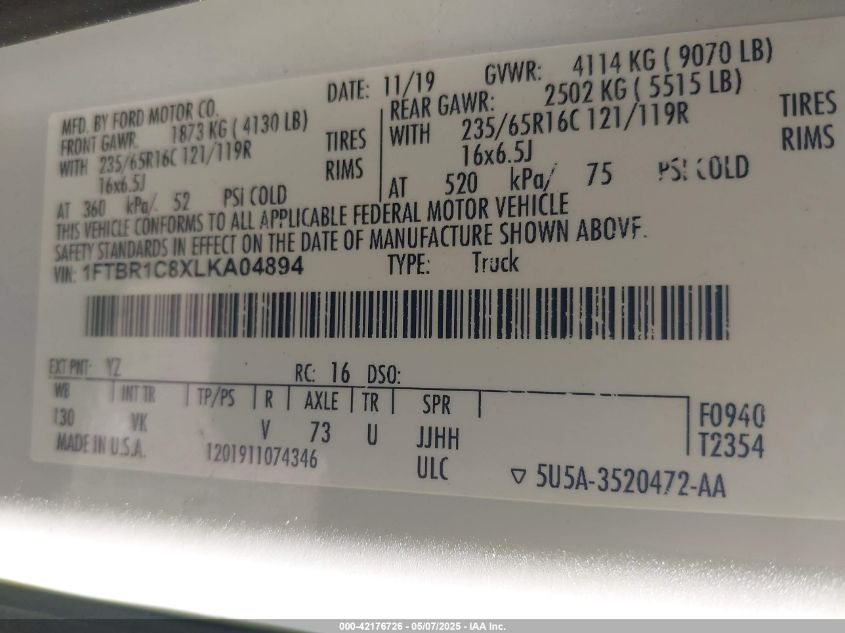 MFD. BY FORD MOTOR CO. DATE: 11/19 GVWR: 4114 KG ( 9070 LB)
FRONT GAWR: 1873 KG ( 4130 LB) REAR GAWR: 2502 KG ( 5515 LB)
WITH 235/65R16C 121/119R TIRES WITH 235/65R16C 121/119R TIRES
16x6.5J RIMS 16x6.5J RIMS
AT 360 kPa/ 52 PSI COLD AT 520 kPa/ 75 PSI COLD
THIS VEHICLE CONFORMS TO ALL APPLICABLE FEDERAL MOTOR VEHICLE
SAFETY STANDARDS IN EFFECT ON THE DATE OF MANUFACTURE SHOWN ABOVE.
VIN: 1FTBR1C8XLKA04894 TYPE: Truck
EXT PNT: YZ RC: 16 DSO:
WB INT TR TP/PS R AXLE TR SPR
130 VK V 73 U JJHH F0940
MADE IN U.S.A. 1201911074346 ULC T2354
▽ 5U5A-3520472-AA
000-42176726 - 05/07/2025 - IAA Inc.